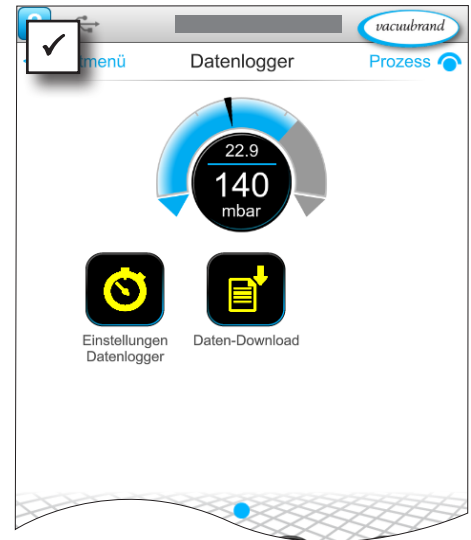 vacuubrand
menü
Datenlogger
Prozess
22.9
140
mbar
Einstellungen
Datenlogger
Daten-Download